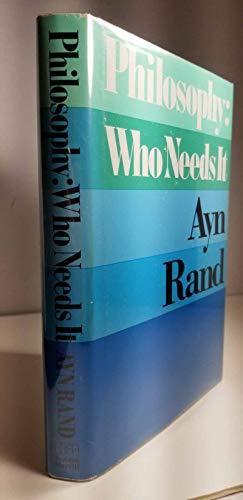 Philosophy: Who Needs It AYN RAND
Philosophy:
Who Needs It
Ayn
Rand